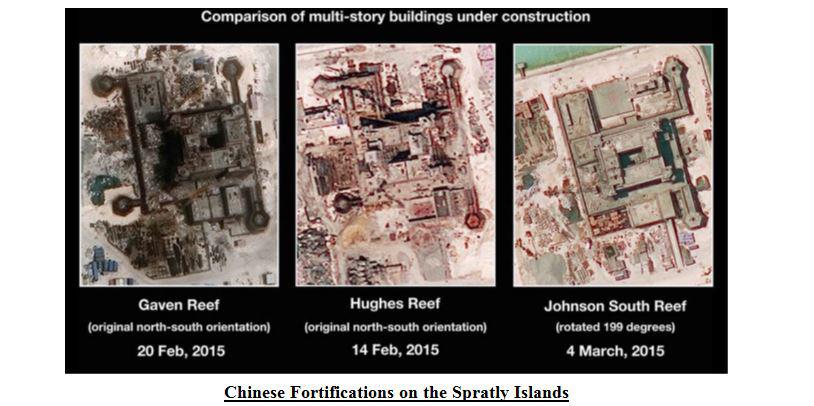 Comparison of multi-story buildings under construction
Gaven Reef
(original north-south orientation)
20 Feb, 2015
Hughes Reef
(original north-south orientation)
14 Feb, 2015
Johnson South Reef
(rotated 199 degrees)
4 March, 2015
Chinese Fortifications on the Spratly Islands